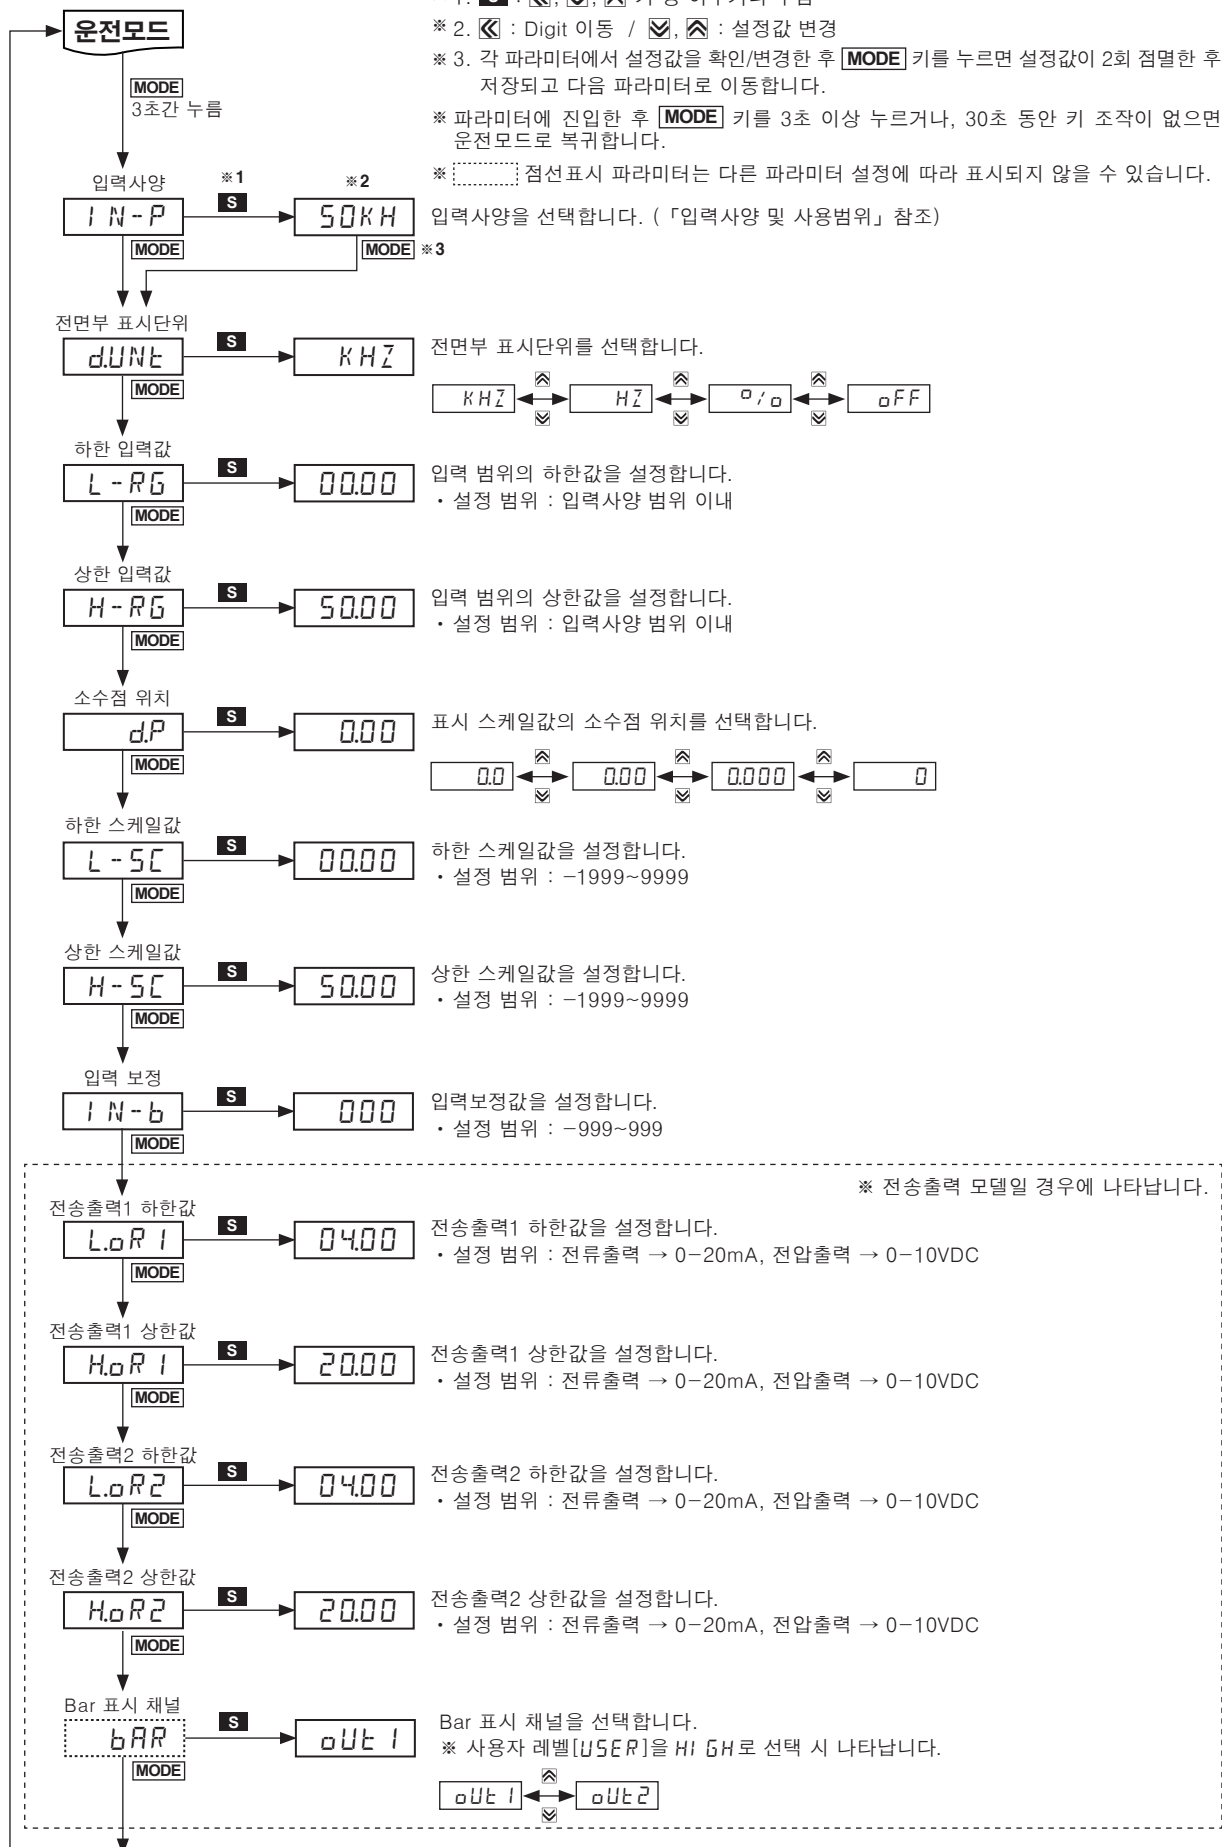 운전모드
※ 2. : Digit 이동 / , : 설정값 변경
※ 3. 각 파라미터에서 설정값을 확인/변경한 후 MODE 키를 누르면 설정값이 2회 점멸한 후
저장되고 다음 파라미터로 이동합니다.
MODE
3초간 누름
※ 파라미터에 진입한 후 MODE 키를 3초 이상 누르거나, 30초 동안 키 조작이 없으면
운전모드로 복귀합니다.
※ 점선표시 파라미터는 다른 파라미터 설정에 따라 표시되지 않을 수 있습니다.
입력사양 ※1 ※2
IN-P S 50KH 입력사양을 선택합니다. (「입력사양 및 사용범위」 참조)
MODE MODE ※3
전면부 표시단위
d.UNt S KHZ 전면부 표시단위를 선택합니다.
MODE
KHZ HZ o/o oFF
하한 입력값
L-RG S 00.00 입력 범위의 하한값을 설정합니다.
• 설정 범위 : 입력사양 범위 이내
MODE
상한 입력값
H-RG S 50.00 입력 범위의 상한값을 설정합니다.
• 설정 범위 : 입력사양 범위 이내
MODE
소수점 위치
d.P S 0.00 표시 스케일값의 소수점 위치를 선택합니다.
MODE
0.0 0.00 0.000 0
하한 스케일값
L-SC S 00.00 하한 스케일값을 설정합니다.
• 설정 범위 : -1999~9999
MODE
상한 스케일값
H-SC S 50.00 상한 스케일값을 설정합니다.
• 설정 범위 : -1999~9999
MODE
입력 보정
IN-b S 000 입력보정값을 설정합니다.
• 설정 범위 : -999~999
MODE
※ 전송출력 모델일 경우에 나타납니다.
전송출력1 하한값
L.oR1 S 04.00 전송출력1 하한값을 설정합니다.
• 설정 범위 : 전류출력 → 0-20mA, 전압출력 → 0-10VDC
MODE
전송출력1 상한값
H.oR1 S 20.00 전송출력1 상한값을 설정합니다.
• 설정 범위 : 전류출력 → 0-20mA, 전압출력 → 0-10VDC
MODE
전송출력2 하한값
L.oR2 S 04.00 전송출력2 하한값을 설정합니다.
• 설정 범위 : 전류출력 → 0-20mA, 전압출력 → 0-10VDC
MODE
전송출력2 상한값
H.oR2 S 20.00 전송출력2 상한값을 설정합니다.
• 설정 범위 : 전류출력 → 0-20mA, 전압출력 → 0-10VDC
MODE
Bar 표시 채널
bAR S oUt1 Bar 표시 채널을 선택합니다.
※ 사용자 레벨[USER]을 HIGH로 선택 시 나타납니다.
MODE
oUt1 oUt2